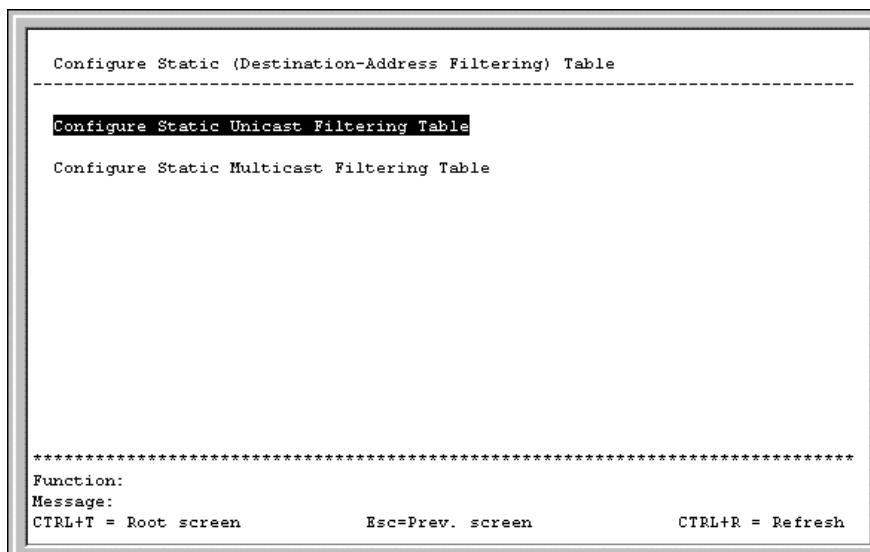 Configure Static (Destination-Address Filtering) Table
--------------------------------------------------------------------------------
Configure Static Unicast Filtering Table
Configure Static Multicast Filtering Table
********************************************************************************
Function:
Message:
CTRL+T = Root screen Esc=Prev. screen CTRL+R = Refresh